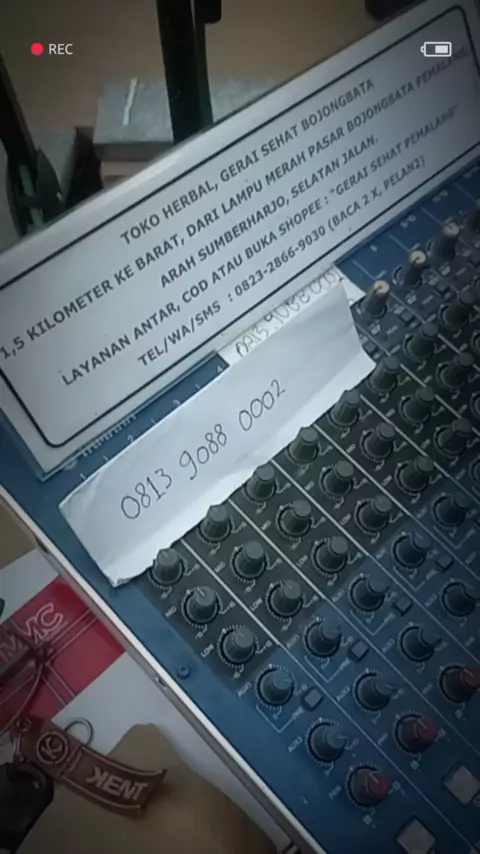 REC
TOKO HERBAL, GERAI SEHAT BOJONGBATA
1,5 KILOMETER KE BARAT, DARI LAMPU MERAH PASAR BOJONGBATA PEMALANG
ARAH SUMBERHARJO, SELATAN JALAN.
LAYANAN ANTAR, COD ATAU BUKA SHOPEE : "GERAI SEHAT PEMALANG"
TEL/WA/SMS : 0823-2866-9030 (BACA 2 X, PELAN2)
0813 9088 0002